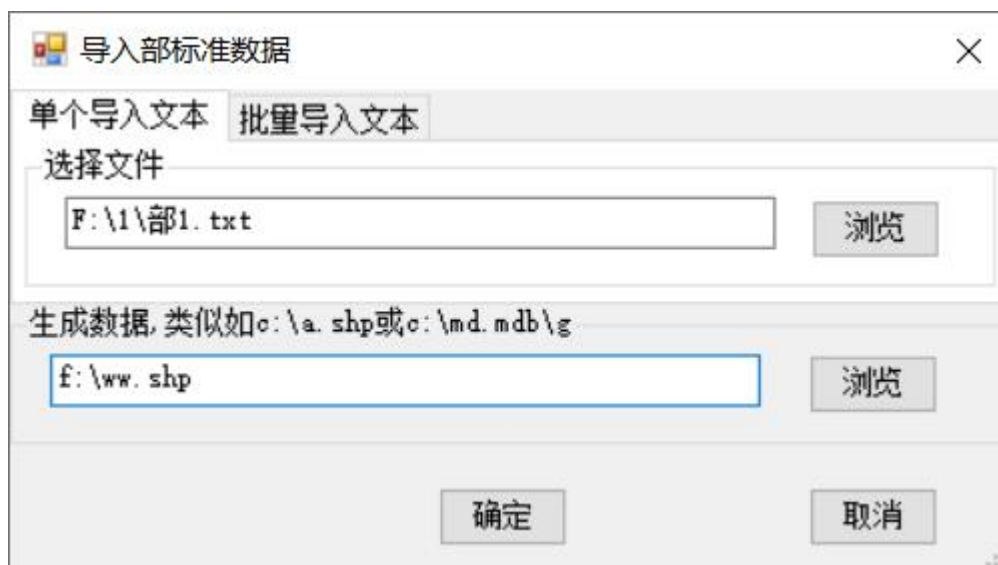 导入部标准数据
单个导入文本 批量导入文本
选择文件
F:\1\部1.txt 浏览
生成数据,类似如c:\a.shp或c:\md.mdb\g
f:\ww.shp 浏览
确定 取消